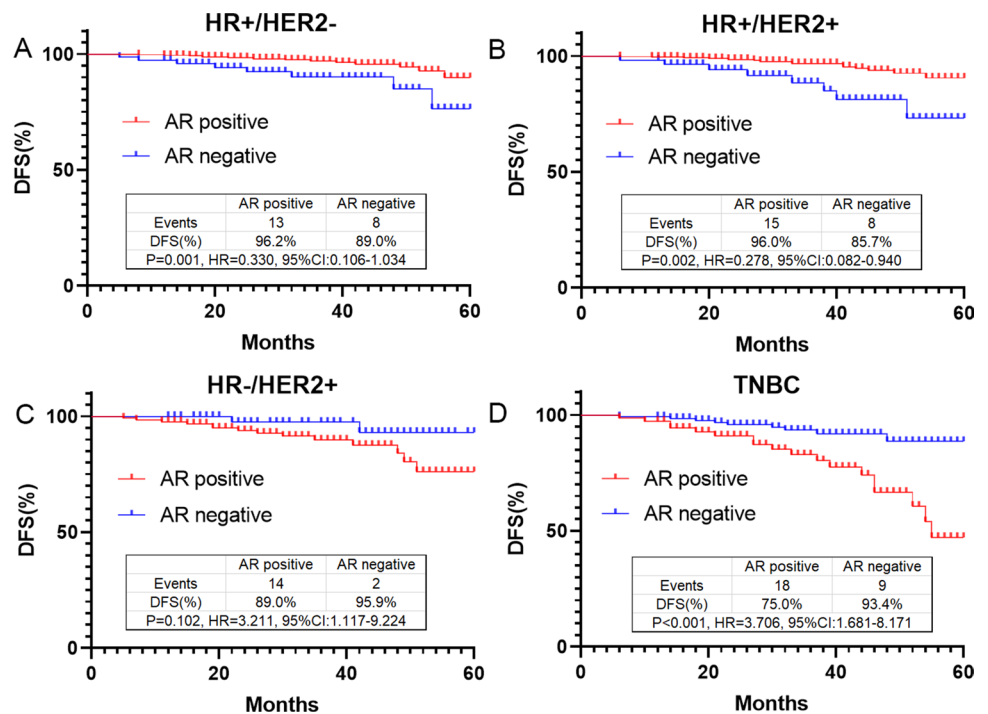 A
HR+/HER2-
100
50
0
DFS(%)
AR positive
AR negative
AR positive AR negative
Events 13 8
DFS(%) 96.2% 89.0%
P=0.001, HR=0.330, 95%CI:0.106-1.034
0 20 40 60
Months
B
HR+/HER2+
100
50
0
DFS(%)
AR positive
AR negative
AR positive AR negative
Events 15 8
DFS(%) 96.0% 85.7%
P=0.002, HR=0.278, 95%CI:0.082-0.940
0 20 40 60
Months
C
HR-/HER2+
100
50
0
DFS(%)
AR positive
AR negative
AR positive AR negative
Events 14 2
DFS(%) 89.0% 95.9%
P=0.102, HR=3.211, 95%CI:1.117-9.224
0 20 40 60
Months
D
TNBC
100
50
0
DFS(%)
AR positive
AR negative
AR positive AR negative
Events 18 9
DFS(%) 75.0% 93.4%
P<0.001, HR=3.706, 95%CI:1.681-8.171
0 20 40 60
Months